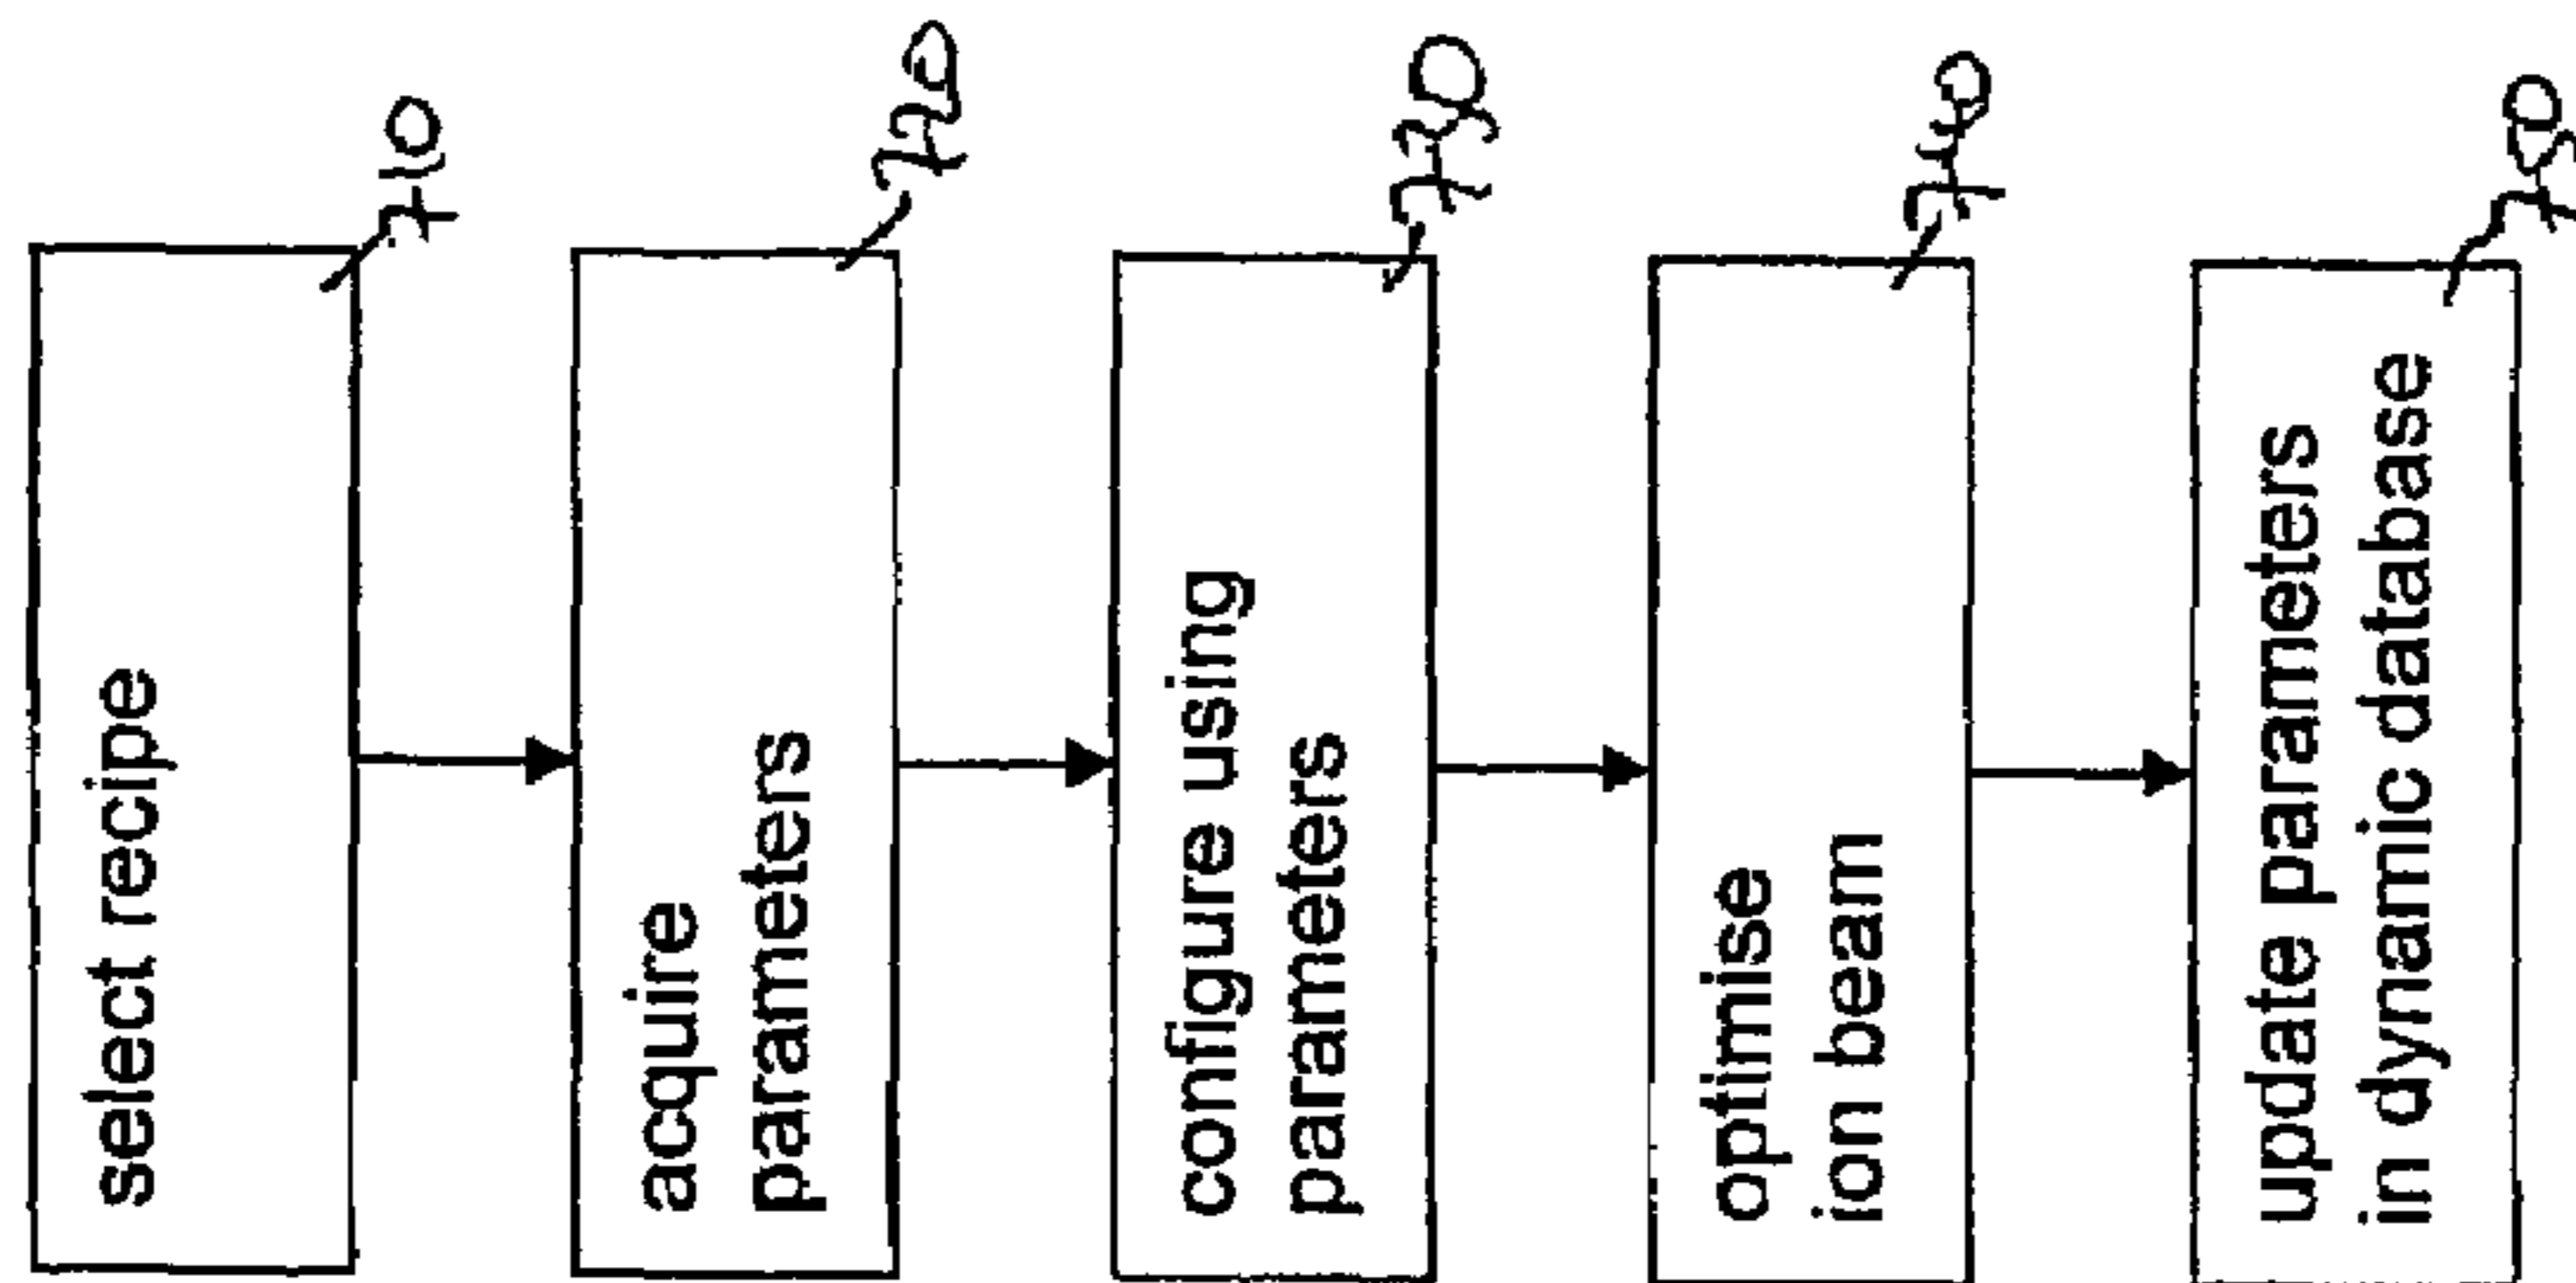 select recipe
710
acquire
parameters
720
configure using
parameters
730
optimise
ion beam
740
update parameters
in dynamic database
750